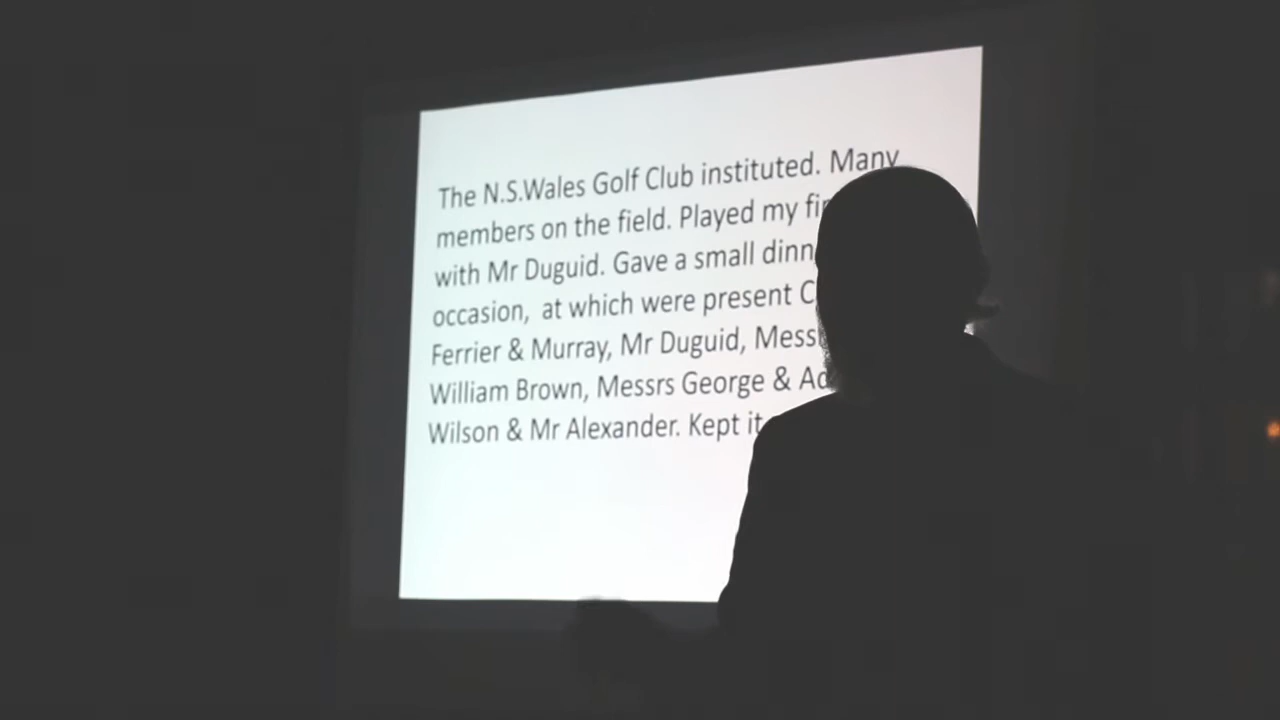 The N.S.Wales Golf Club instituted. Many
members on the field. Played my
with Mr Duguid. Gave a small
occasion, at which were present
Ferrier & Murray, Mr Duguid,
William Brown, Messrs George &
Wilson & Mr Alexander. Kept it